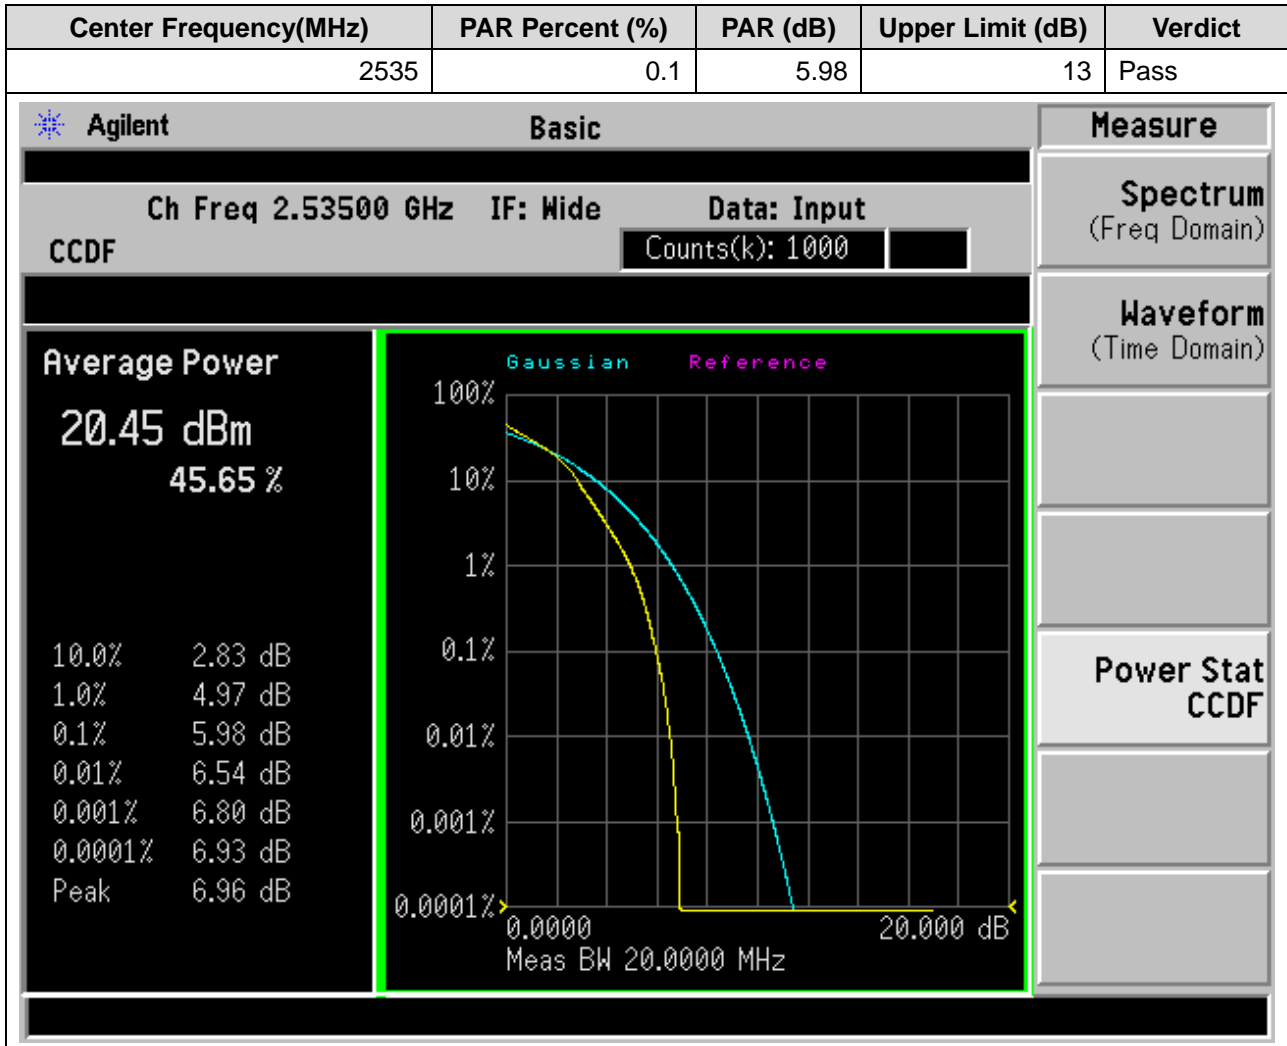 Center Frequency(MHz) PAR Percent (%) PAR (dB) Upper Limit (dB) Verdict
2535 0.1 5.98 13 Pass
Agilent Basic
Ch Freq 2.53500 GHz IF: Wide Data: Input
CCDF Counts(k): 1000
Average Power
20.45 dBm
45.65 %
10.0% 2.83 dB
1.0% 4.97 dB
0.1% 5.98 dB
0.01% 6.54 dB
0.001% 6.80 dB
0.0001% 6.93 dB
Peak 6.96 dB
Gaussian Reference
100%
10%
1%
0.1%
0.01%
0.001%
0.0001%
0.0000 20.000 dB
Meas BW 20.0000 MHz
Measure
Spectrum
(Freq Domain)
Waveform
(Time Domain)
Power Stat
CCDF